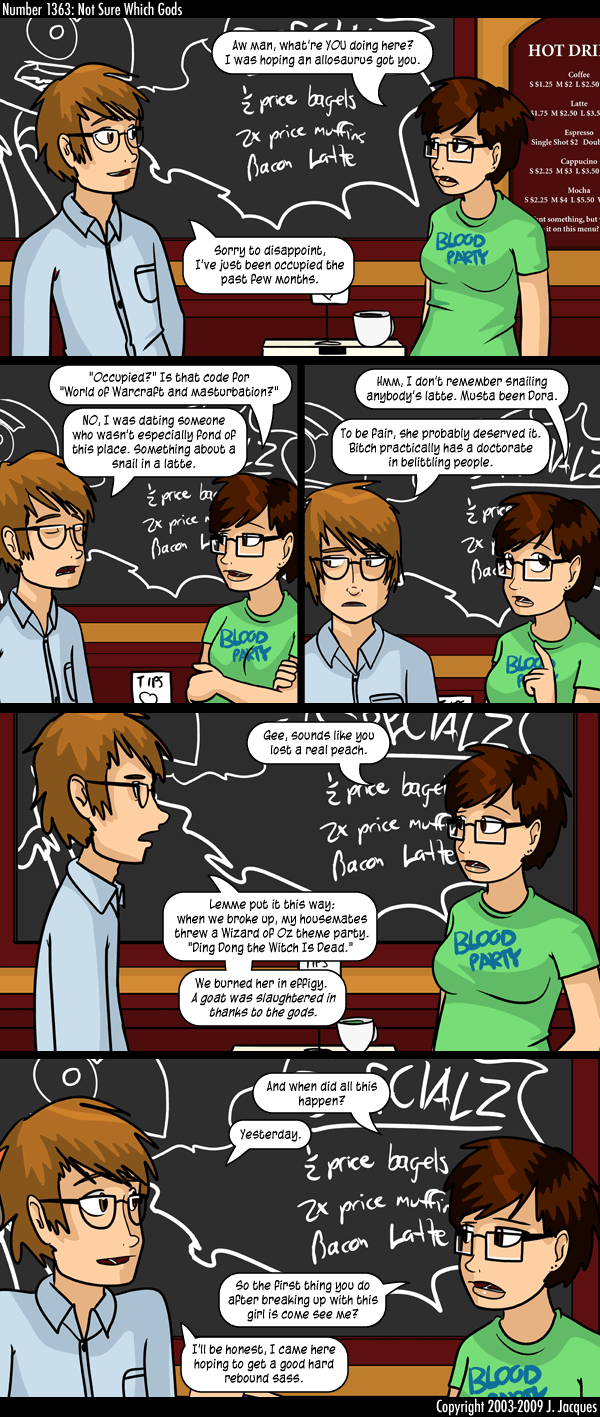 Number 1363: Not Sure Which Gods
Aw man, what're YOU doing here?
I was hoping an allosaurus got you.
½ price bagels
2x price muffins
Bacon Latte
HOT DRI
Coffee
S $1.25 M $2 L $2.50
Latte
$1.75 M $2.50 L $3.5
Espresso
Single Shot $2 Doub
Cappucino
S $2.25 M $3 L $3.50
Mocha
S $2.25 M $4 L $5.50
nt something, but
it on this menu?
BLOOD
PARTY
Sorry to disappoint,
I've just been occupied the
past few months.
"Occupied?" Is that code for
"World of Warcraft and masturbation?"
NO, I was dating someone
who wasn't especially fond of
this place. Something about a
snail in a latte.
½ price bag
2x price m
Bacon L
BLOOD
PARTY
TIPS
Hmm, I don't remember snailing
anybody's latte. Musta been Dora.
To be fair, she probably deserved it.
Bitch practically has a doctorate
in belittling people.
ALZ
½ price
2x p
Bac
BLOO
P
Gee, sounds like you
lost a real peach.
SPECIALZ
½ price bagel
2x price muff
Bacon Latte
Lemme put it this way:
when we broke up, my housemates
threw a Wizard of Oz theme party.
"Ding Dong the Witch Is Dead."
We burned her in effigy.
A goat was slaughtered in
thanks to the gods.
BLOOD
PARTY
TIPS
And when did all this
happen?
Yesterday.
SPECIALZ
½ price bagels
2x price muffin
Bacon Latte
So the first thing you do
after breaking up with this
girl is come see me?
I'll be honest, I came here
hoping to get a good hard
rebound sass.
BLOOD
PARTY
Copyright 2003-2009 J. Jacques